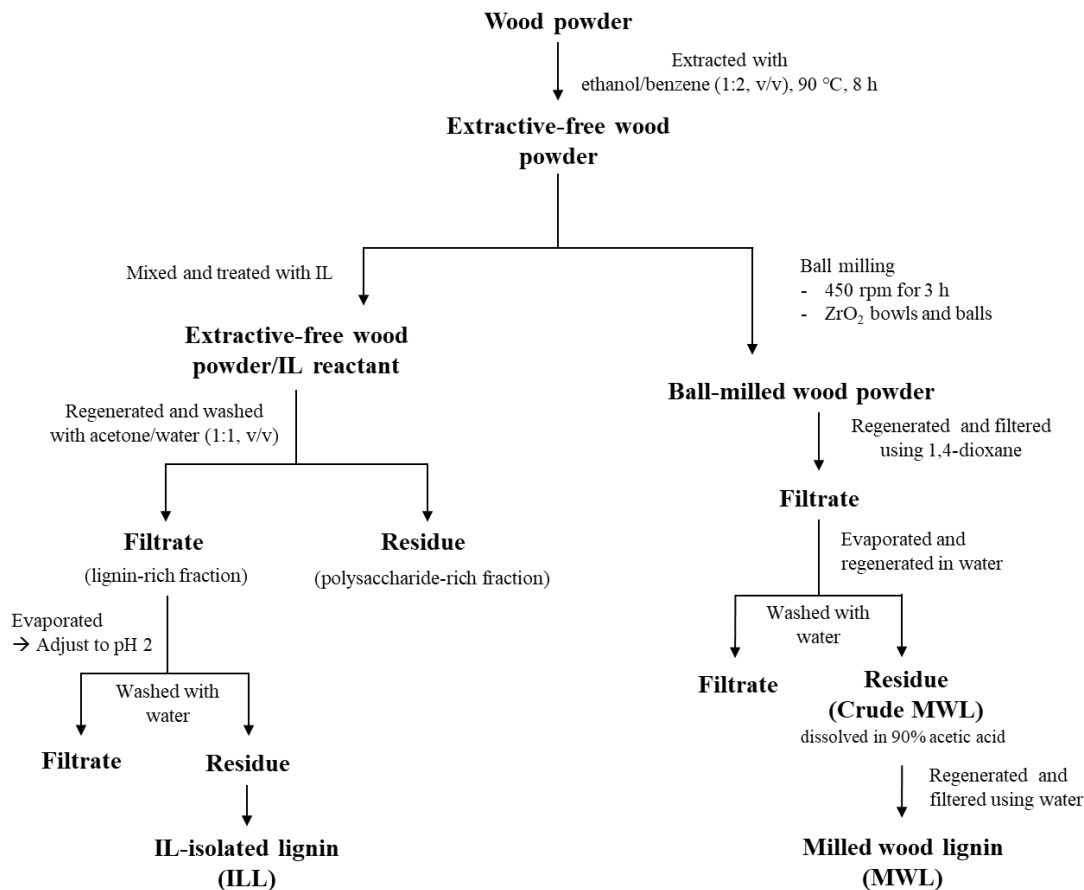 Wood powder
Extracted with
ethanol/benzene (1:2, v/v), 90 °C, 8 h
Extractive-free wood
powder
Mixed and treated with IL
Extractive-free wood
powder/IL reactant
Regenerated and washed
with acetone/water (1:1, v/v)
Filtrate
(lignin-rich fraction)
Residue
(polysaccharide-rich fraction)
Evaporated
→ Adjust to pH 2
Washed with
water
Filtrate
Residue
IL-isolated lignin
(ILL)
Ball milling
- 450 rpm for 3 h
- ZrO₂ bowls and balls
Ball-milled wood powder
Regenerated and filtered
using 1,4-dioxane
Filtrate
Evaporated and
regenerated in water
Washed with
water
Filtrate
Residue
(Crude MWL)
dissolved in 90% acetic acid
Regenerated and
filtered using water
Milled wood lignin
(MWL)